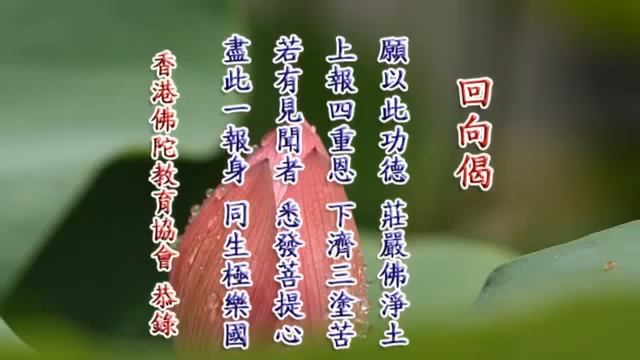 回向偈
願以此功德 莊嚴佛淨土
上報四重恩 下濟三塗苦
若有見聞者 悉發菩提心
盡此一報身 同生極樂國
香港佛陀教育協會 恭錄